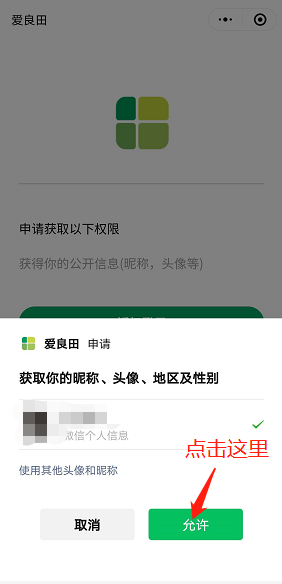 爱良田
申请获取以下权限
获得你的公开信息(昵称，头像等)
爱良田 申请
获取你的昵称、头像、地区及性别
微信个人信息
点击这里
使用其他头像和昵称
取消
允许